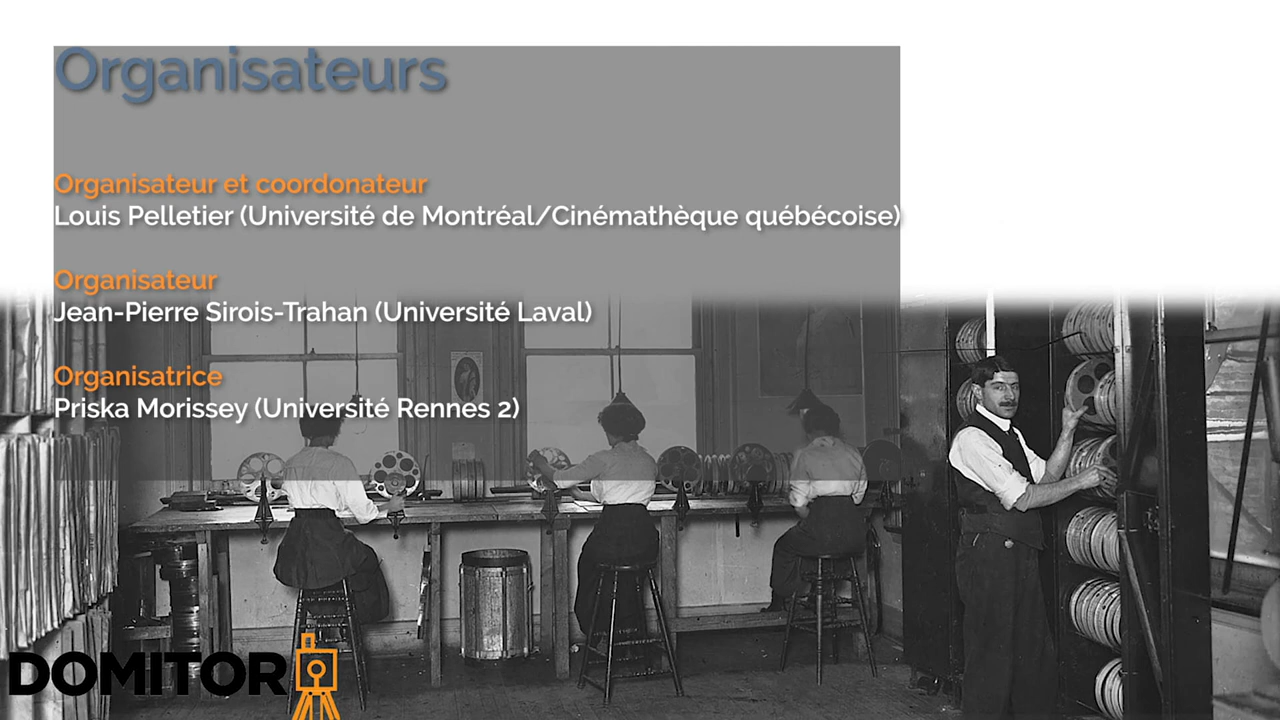 Organisateurs
Organisateur et coordonateur
Louis Pelletier (Université de Montréal/Cinémathèque québécoise)
Organisateur
Jean-Pierre Sirois-Trahan (Université Laval)
Organisatrice
Priska Morissey (Université Rennes 2)
DOMITOR